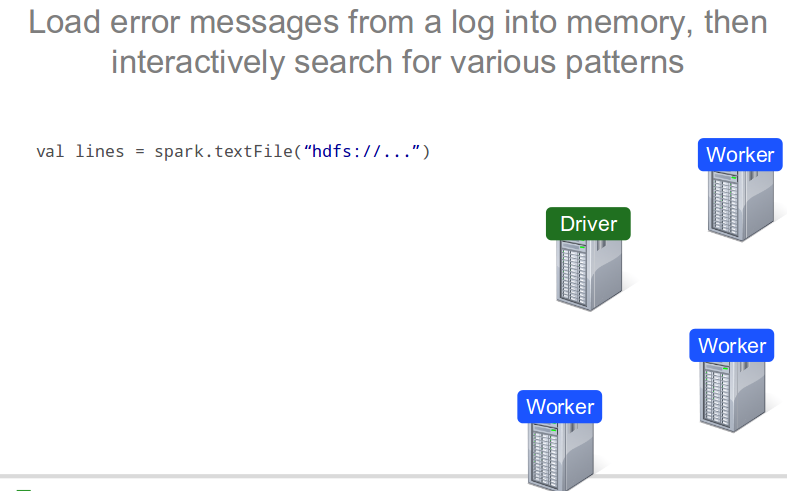 Load error messages from a log into memory, then
interactively search for various patterns
val lines = spark.textFile(“hdfs://...”)
Worker
Driver
Worker
Worker